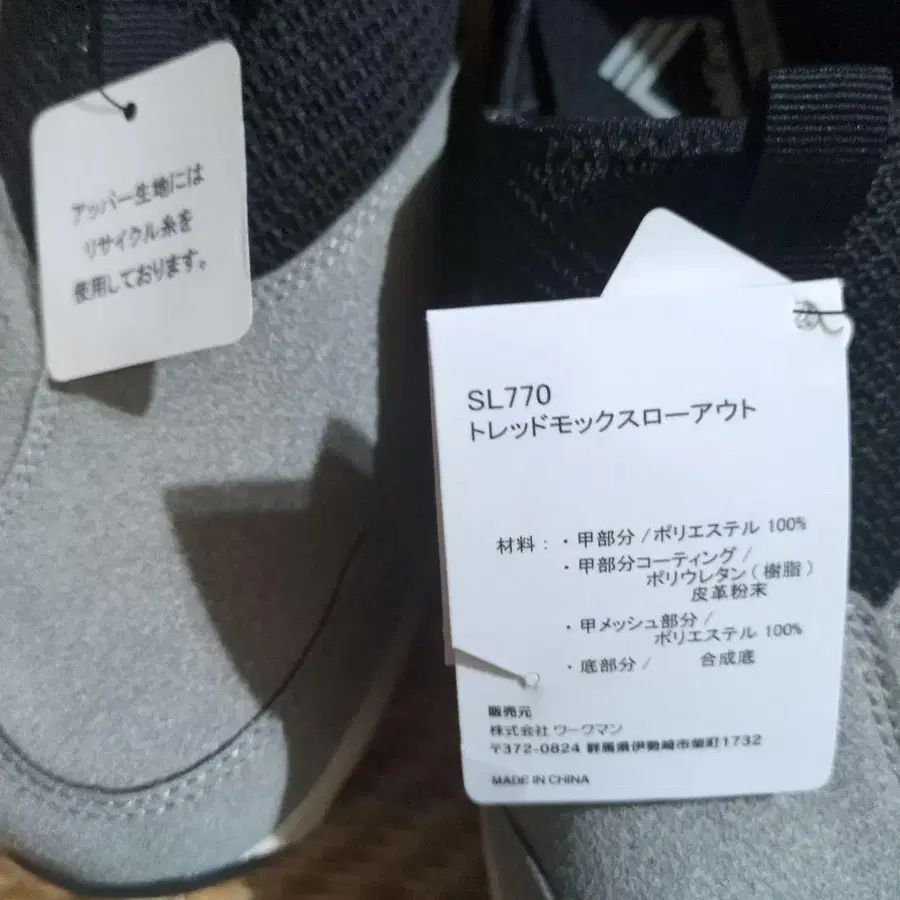 アッパー生地には
リサイクル糸を
使用しております。
SL770
トレッドモックスローアウト
材料：・甲部分/ポリエステル 100%
・甲部分コーティング/
ポリウレタン(樹脂)
皮革粉末
・甲メッシュ部分/
ポリエステル 100%
・底部分/ 合成底
販売元
株式会社 ワークマン
〒372-0824 群馬県伊勢崎市柴町1732
MADE IN CHINA